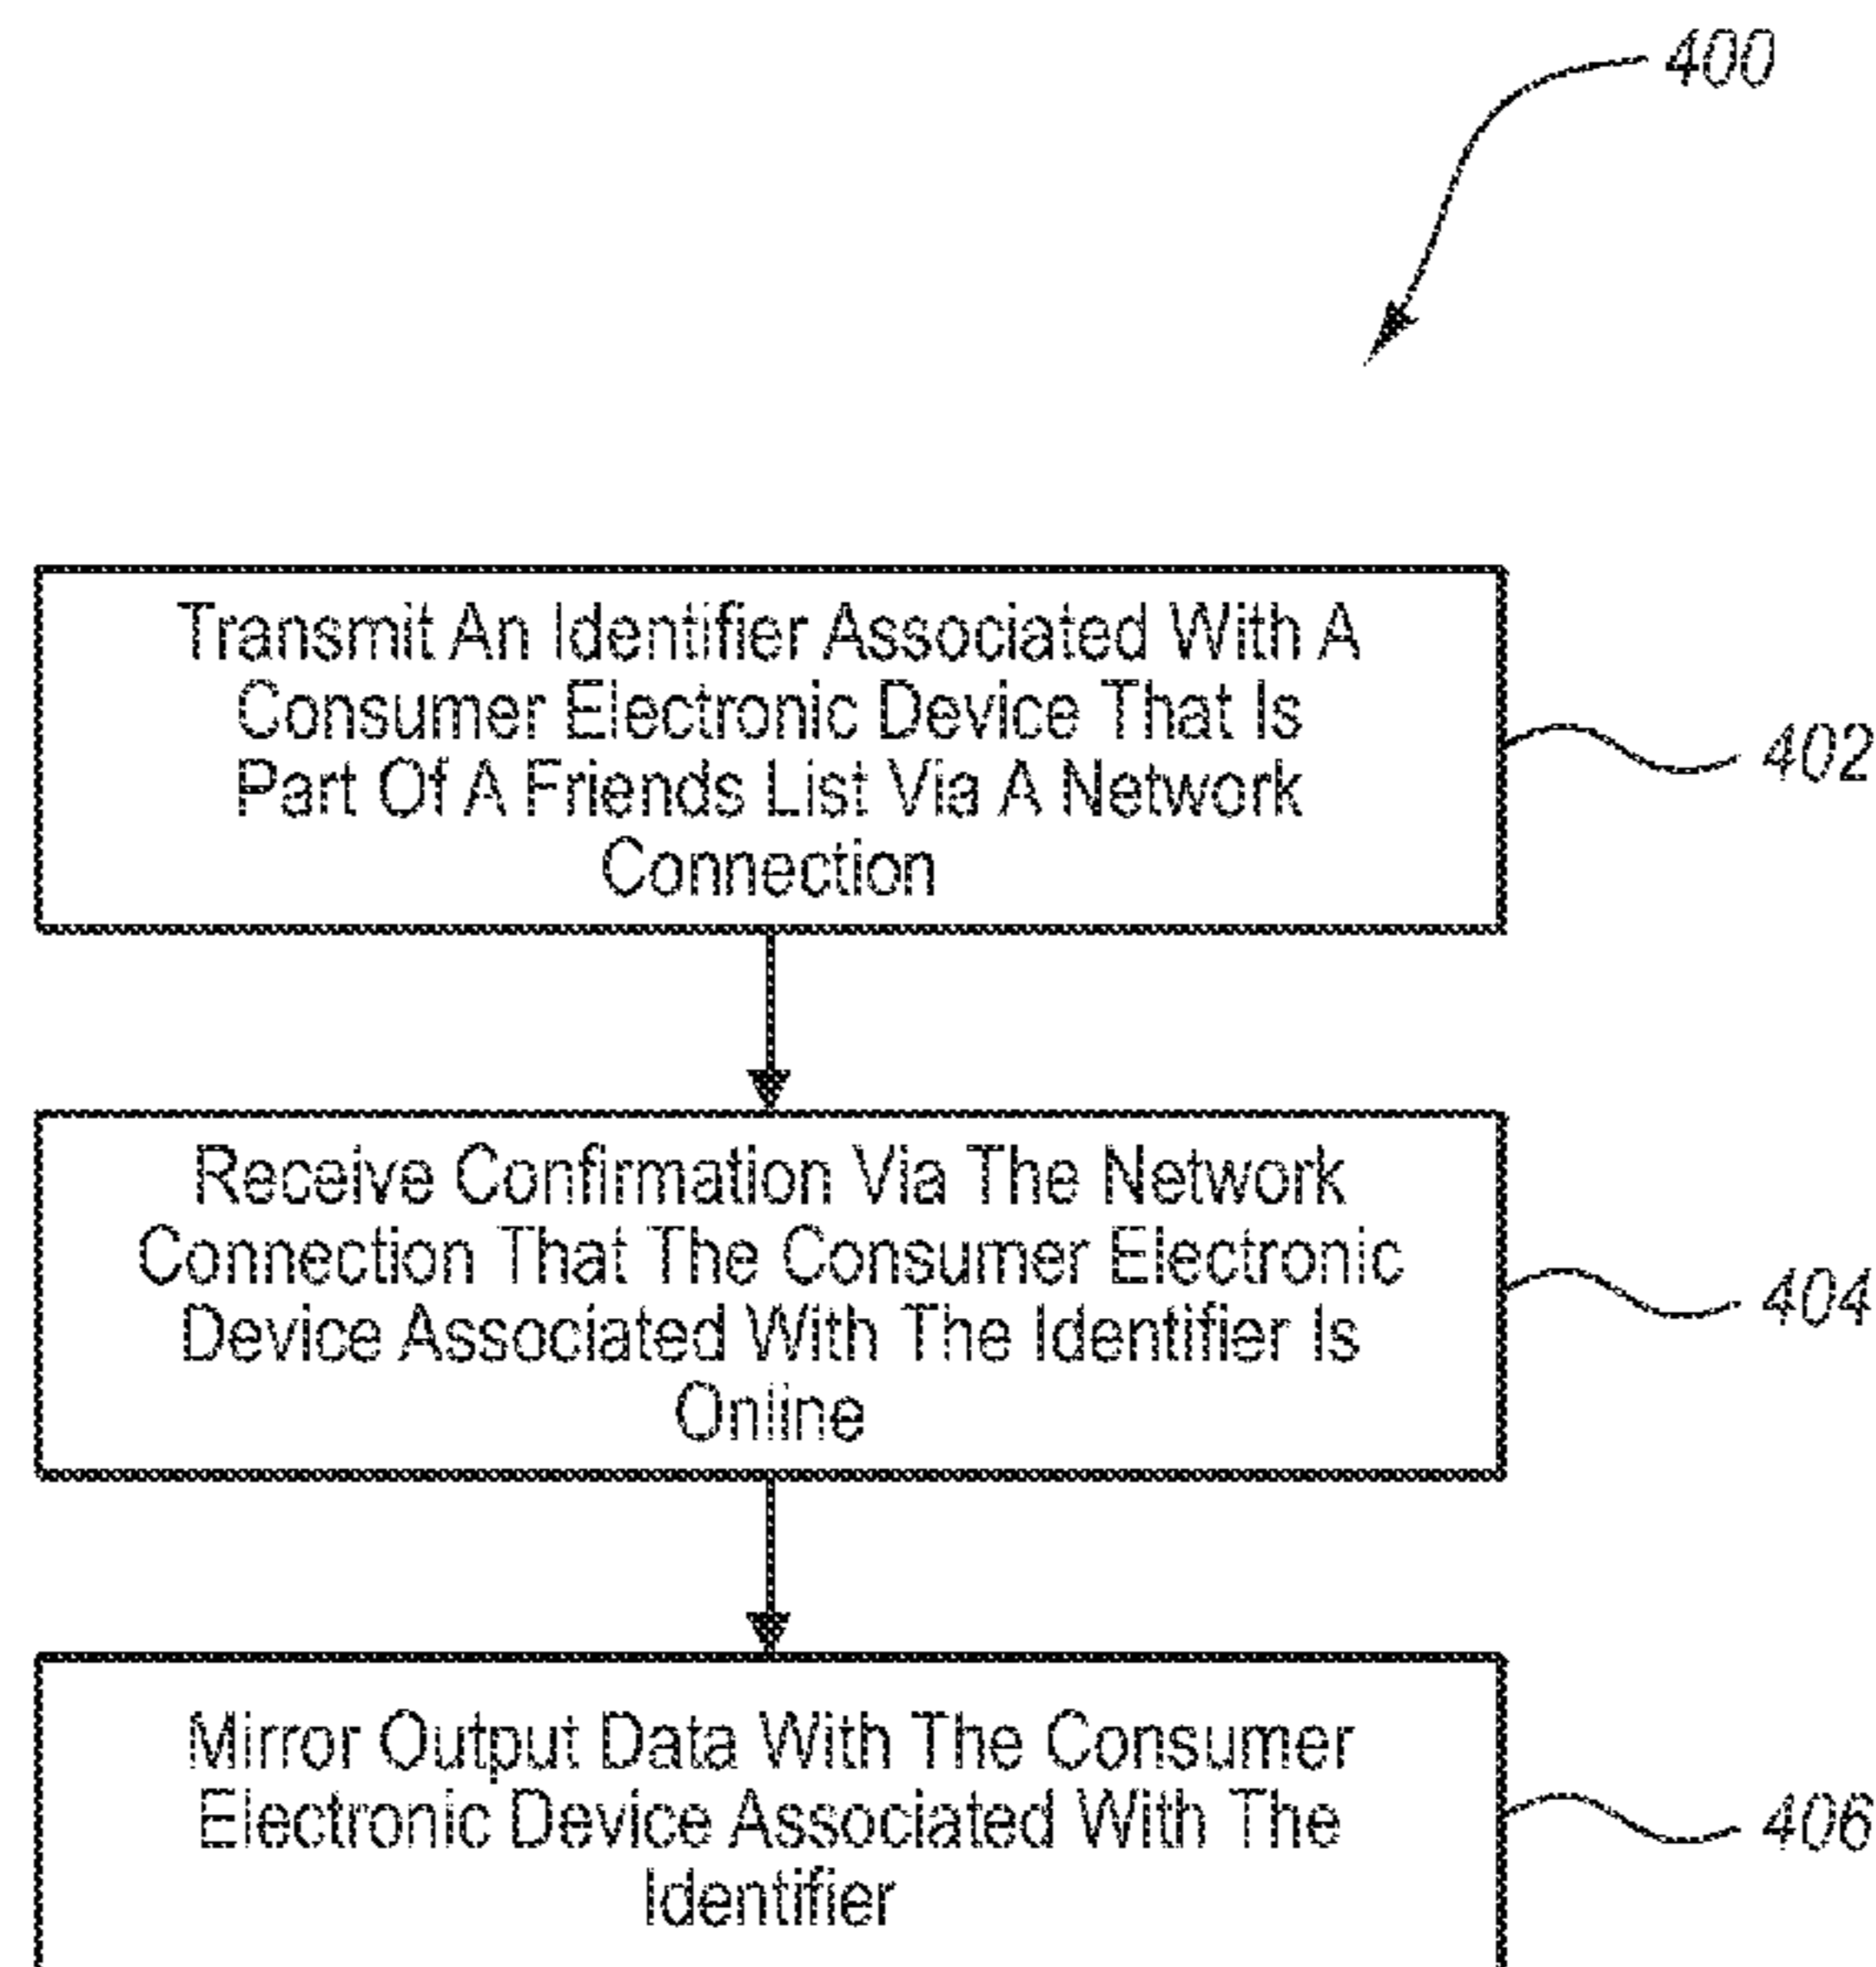 400
Transmit An Identifier Associated With A
Consumer Electronic Device That Is
Part Of A Friends List Via A Network
Connection
402
Receive Confirmation Via The Network
Connection That The Consumer Electronic
Device Associated With The Identifier Is
Online
404
Mirror Output Data With The Consumer
Electronic Device Associated With The
Identifier
406